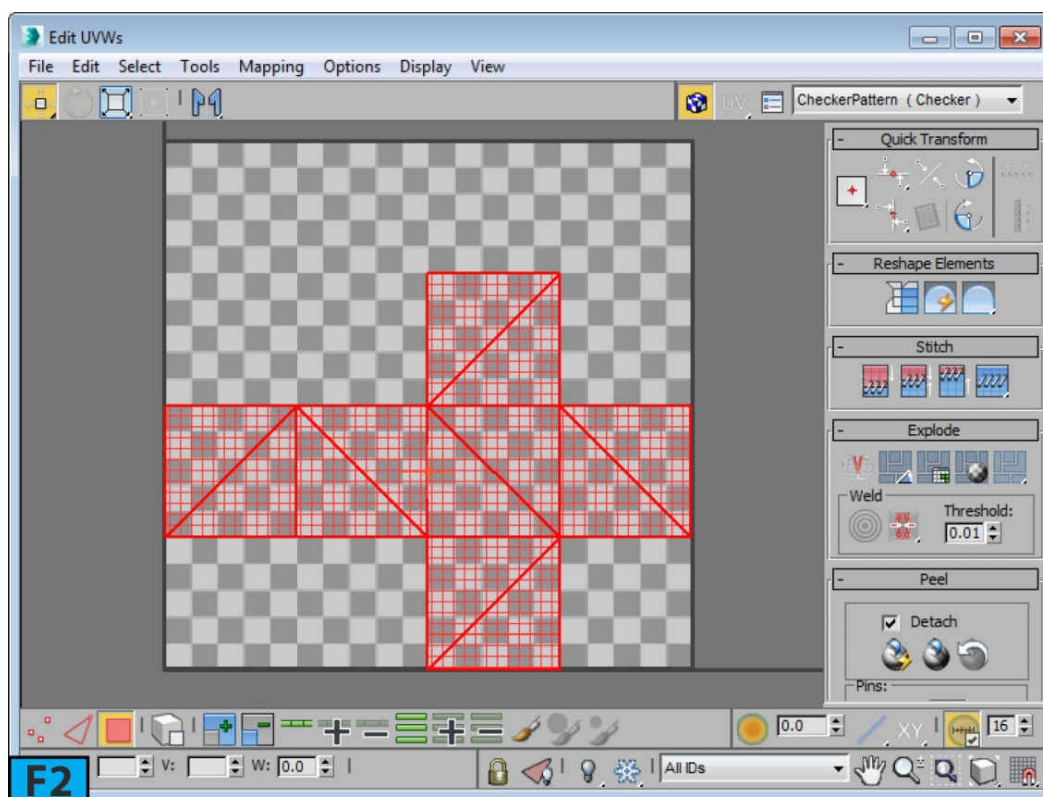 Edit UVWs
File Edit Select Tools Mapping Options Display View
UV CheckerPattern ( Checker )
- Quick Transform
- Reshape Elements
- Stitch
- Explode
Weld
Threshold:
0.01
- Peel
Detach
Pins:
0.0 XY 16
F2 V: W: 0.0 All IDs